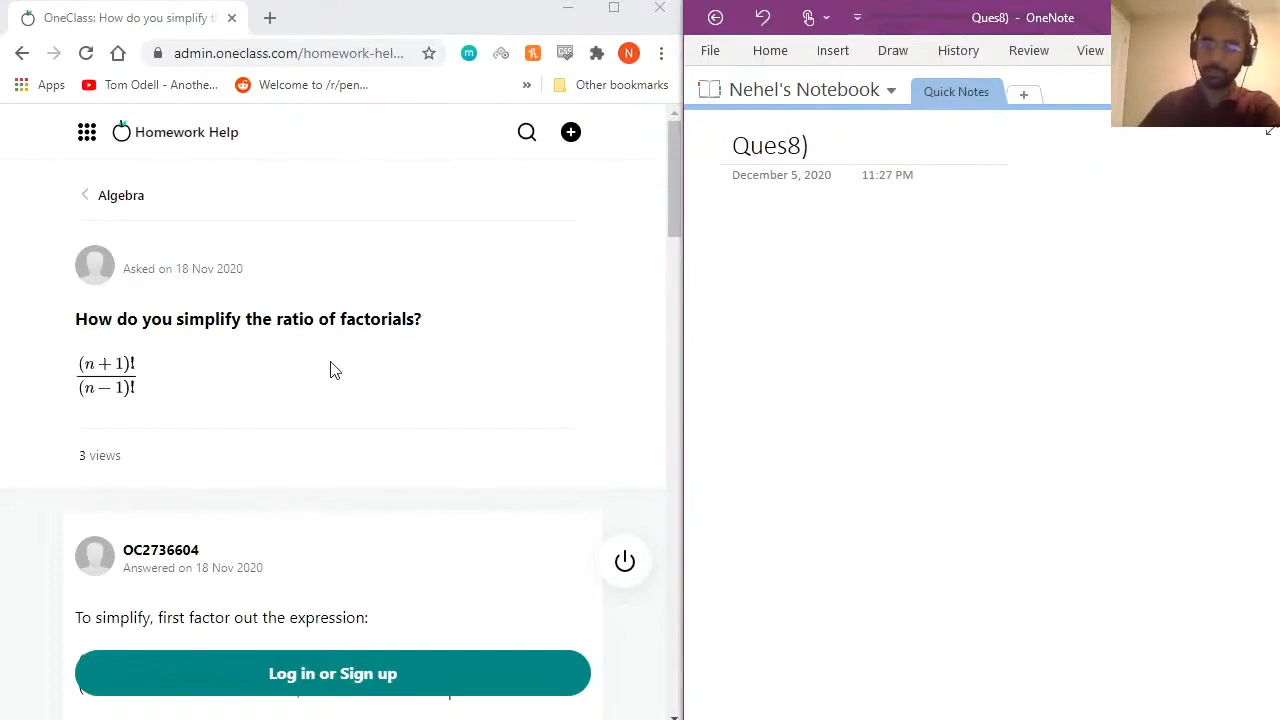 OneClass: How do you simplify t
admin.oneclass.com/homework-hel...
N
Apps
Tom Odell - Anothe...
Welcome to /r/pen...
»
Other bookmarks
Homework Help
Algebra
Asked on 18 Nov 2020
How do you simplify the ratio of factorials?
(n + 1)!
(n − 1)!
3 views
OC2736604
Answered on 18 Nov 2020
To simplify, first factor out the expression:
Log in or Sign up
Ques8) - OneNote
File Home Insert Draw History Review View
Nehel's Notebook
Quick Notes
Ques8)
December 5, 2020 11:27 PM